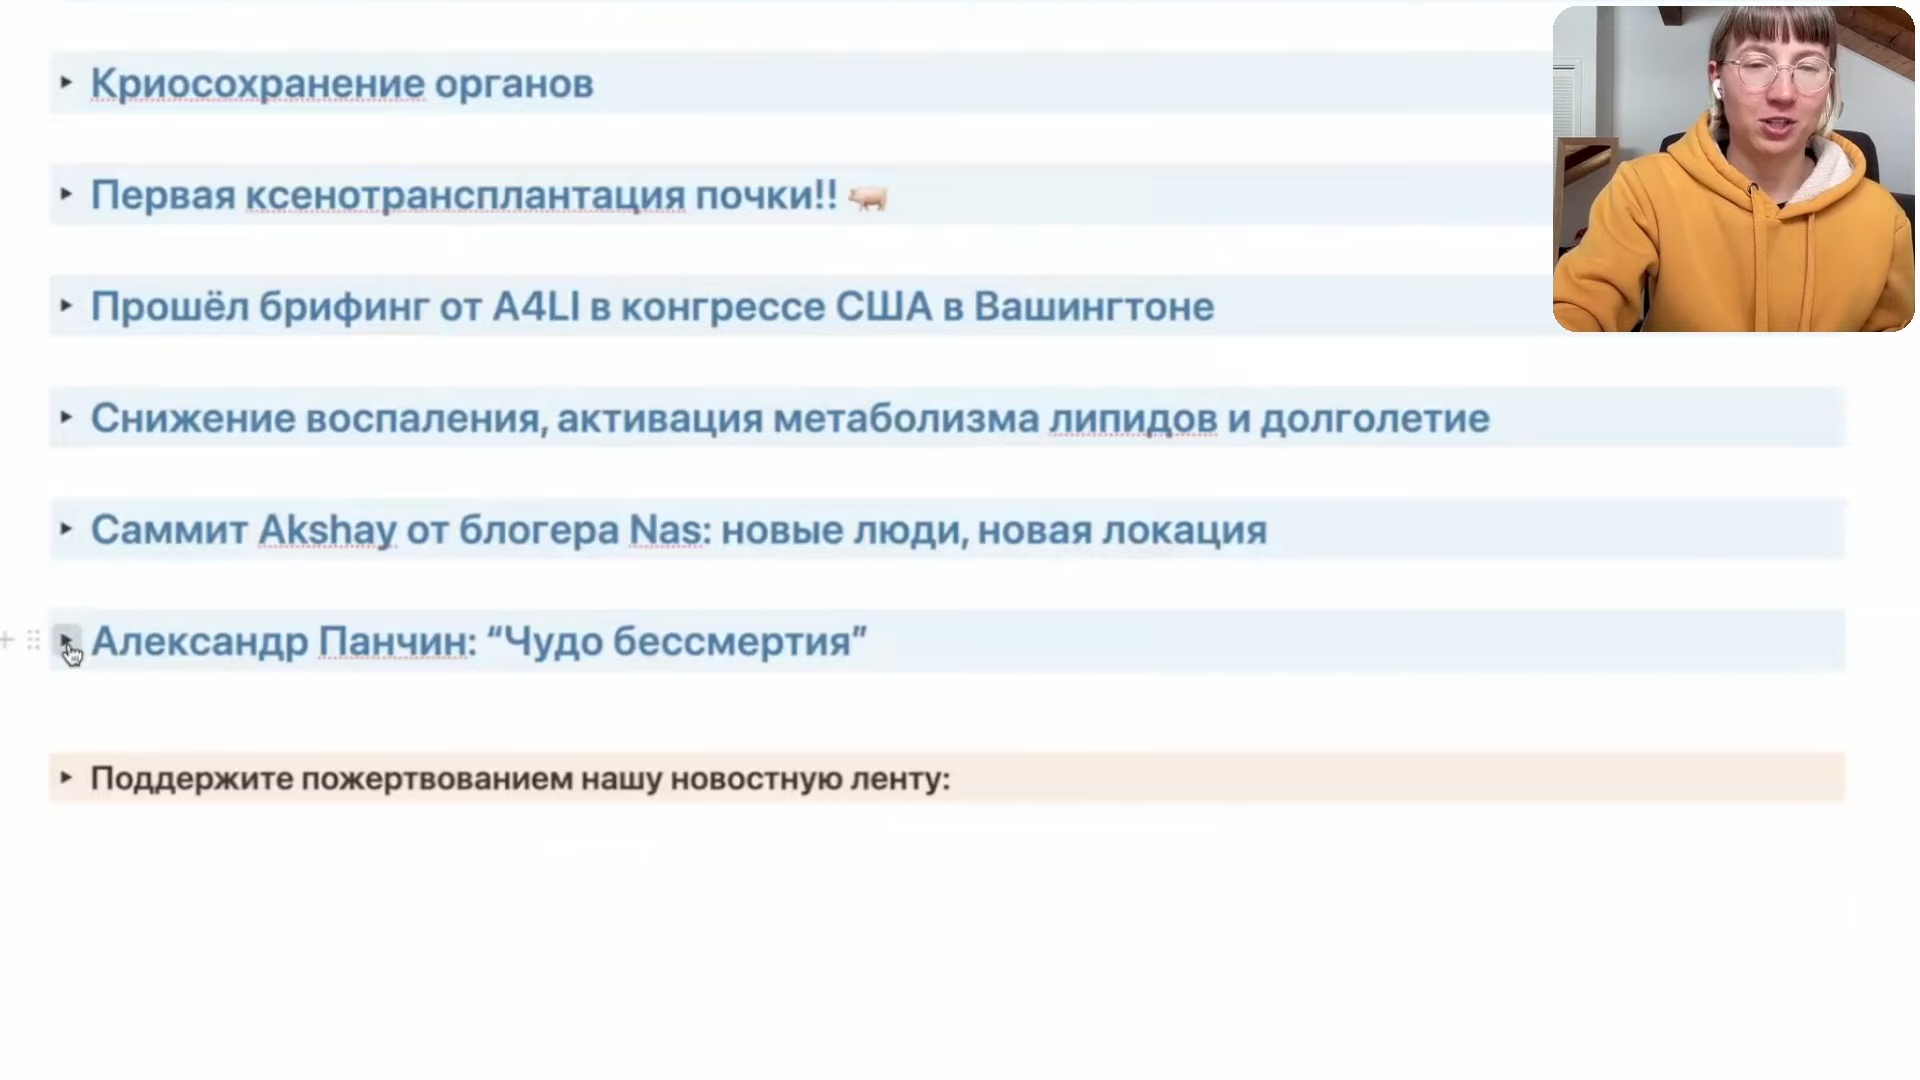 Криосохранение органов
Первая ксенотрансплантация почки!! 🐖
Прошёл брифинг от A4LI в конгрессе США в Вашингтоне
Снижение воспаления, активация метаболизма липидов и долголетие
Саммит Akshay от блогера Nas: новые люди, новая локация
Александр Панчин: “Чудо бессмертия”
Поддержите пожертвованием нашу новостную ленту: